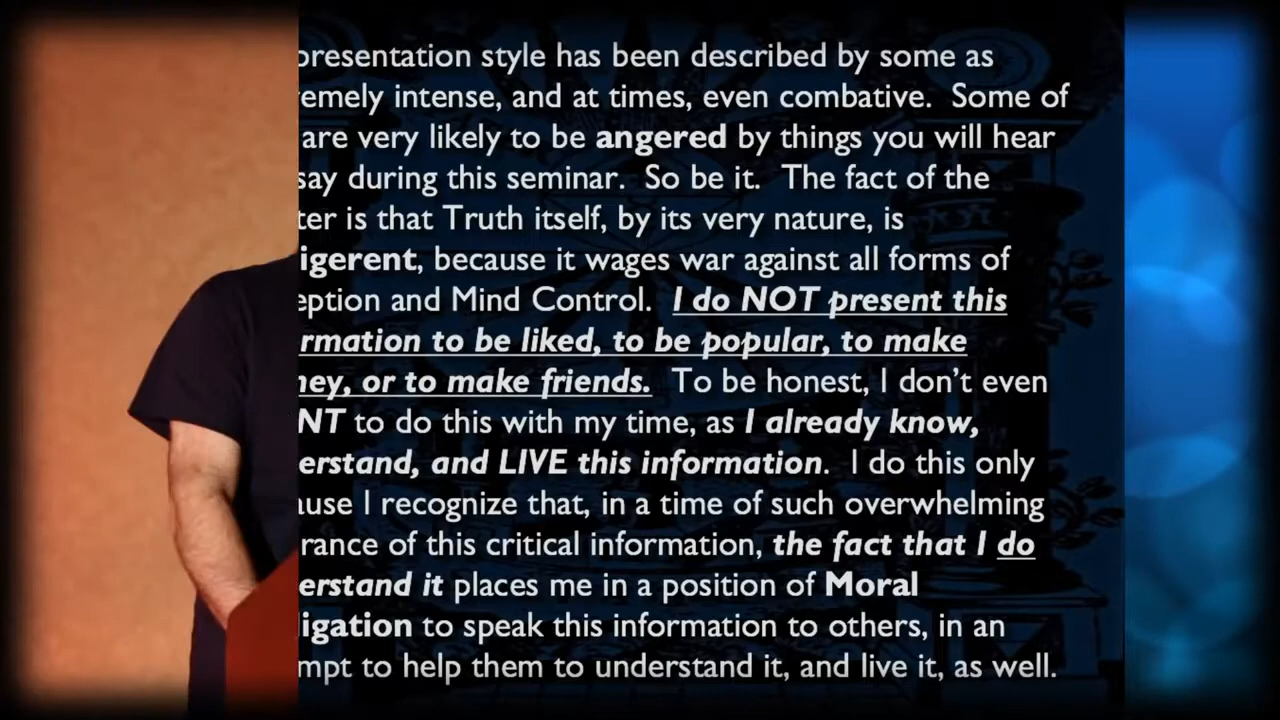 presentation style has been described by some as
remely intense, and at times, even combative. Some of
are very likely to be angered by things you will hear
say during this seminar. So be it. The fact of the
ter is that Truth itself, by its very nature, is
igerent, because it wages war against all forms of
eption and Mind Control. I do NOT present this
rmation to be liked, to be popular, to make
ney, or to make friends. To be honest, I don't even
NT to do this with my time, as I already know,
erstand, and LIVE this information. I do this only
ause I recognize that, in a time of such overwhelming
rance of this critical information, the fact that I do
erstand it places me in a position of Moral
igation to speak this information to others, in an
mpt to help them to understand it, and live it, as well.